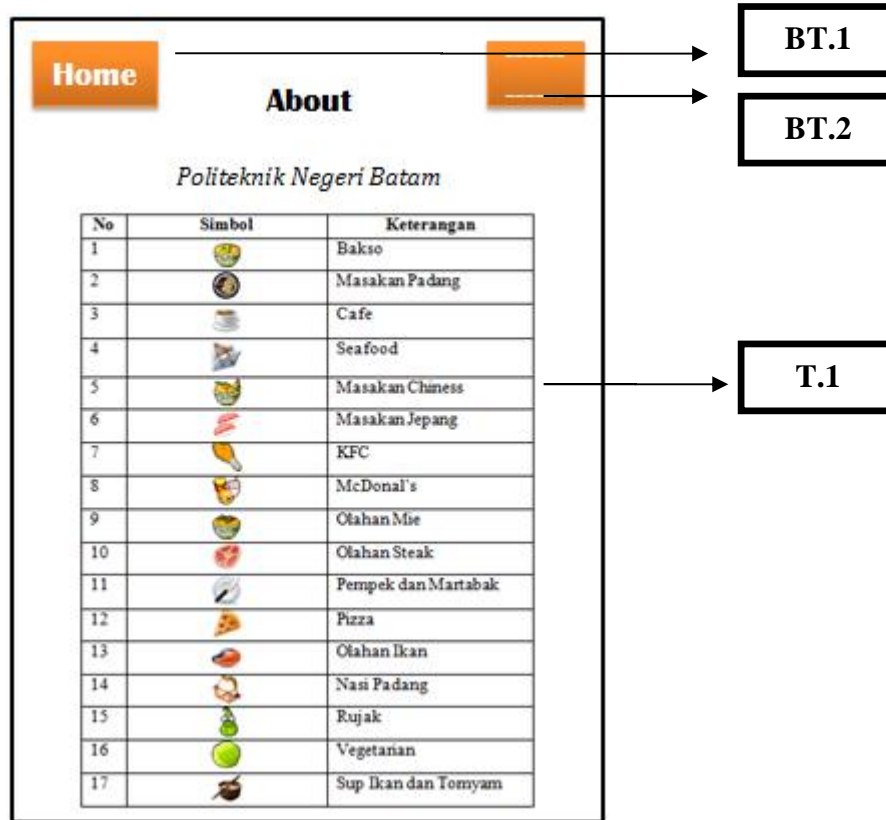 BT.1
Home
About
BT.2
Politeknik Negeri Batam
No Simbol Keterangan
1 Bakso
2 Masakan Padang
3 Cafe
4 Seafood
5 Masakan Chiness
T.1
6 Masakan Jepang
7 KFC
8 McDonal's
9 Olahan Mie
10 Olahan Steak
11 Pempek dan Martabak
12 Pizza
13 Olahan Ikan
14 Nasi Padang
15 Rujak
16 Vegetarian
17 Sup Ikan dan Tomyam